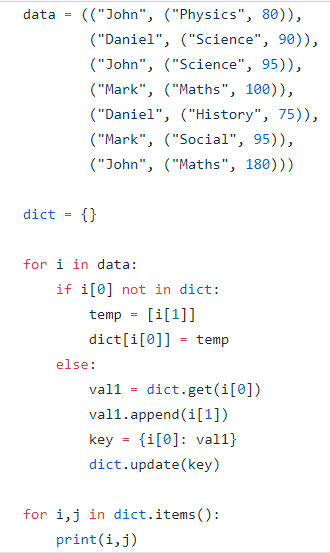 data = (("John", ("Physics", 80)),
        ("Daniel", ("Science", 90)),
        ("John", ("Science", 95)),
        ("Mark", ("Maths", 100)),
        ("Daniel", ("History", 75)),
        ("Mark", ("Social", 95)),
        ("John", ("Maths", 180)))

dict = {}

for i in data:
    if i[0] not in dict:
        temp = [i[1]]
        dict[i[0]] = temp
    else:
        val1 = dict.get(i[0])
        val1.append(i[1])
        key = {i[0]: val1}
        dict.update(key)

for i,j in dict.items():
    print(i,j)